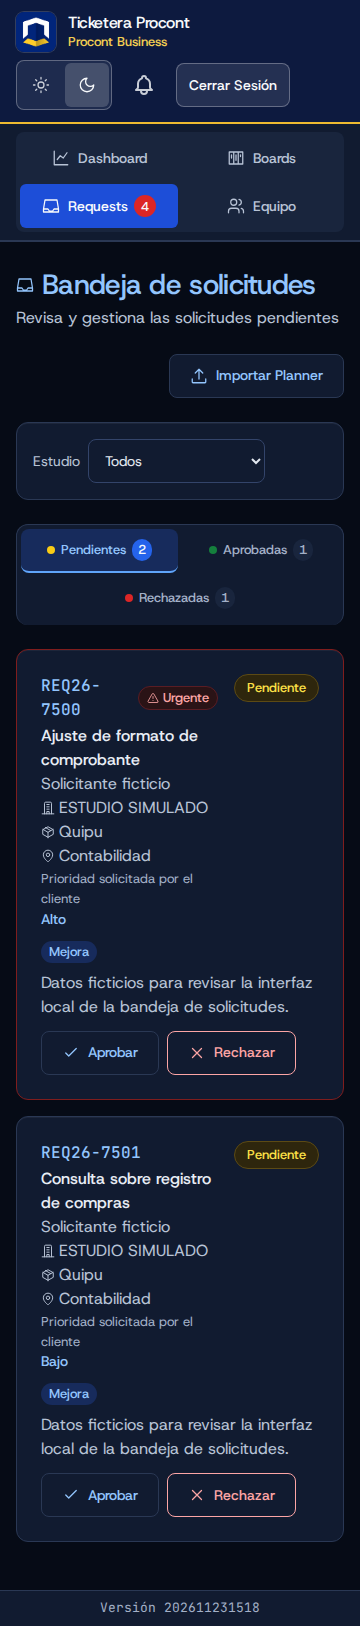 Ticketera Procont
Procont Business
Cerrar Sesión
Dashboard
Boards
Requests 4
Equipo
Bandeja de solicitudes
Revisa y gestiona las solicitudes pendientes
Importar Planner
Estudio Todos
Pendientes 2
Aprobadas 1
Rechazadas 1
REQ26-
7500
Urgente
Pendiente
Ajuste de formato de
comprobante
Solicitante ficticio
ESTUDIO SIMULADO
Quipu
Contabilidad
Prioridad solicitada por el
cliente
Alto
Mejora
Datos ficticios para revisar la interfaz
local de la bandeja de solicitudes.
Aprobar
Rechazar
REQ26-7501
Pendiente
Consulta sobre registro
de compras
Solicitante ficticio
ESTUDIO SIMULADO
Quipu
Contabilidad
Prioridad solicitada por el
cliente
Bajo
Mejora
Datos ficticios para revisar la interfaz
local de la bandeja de solicitudes.
Aprobar
Rechazar
Versión 202611231518